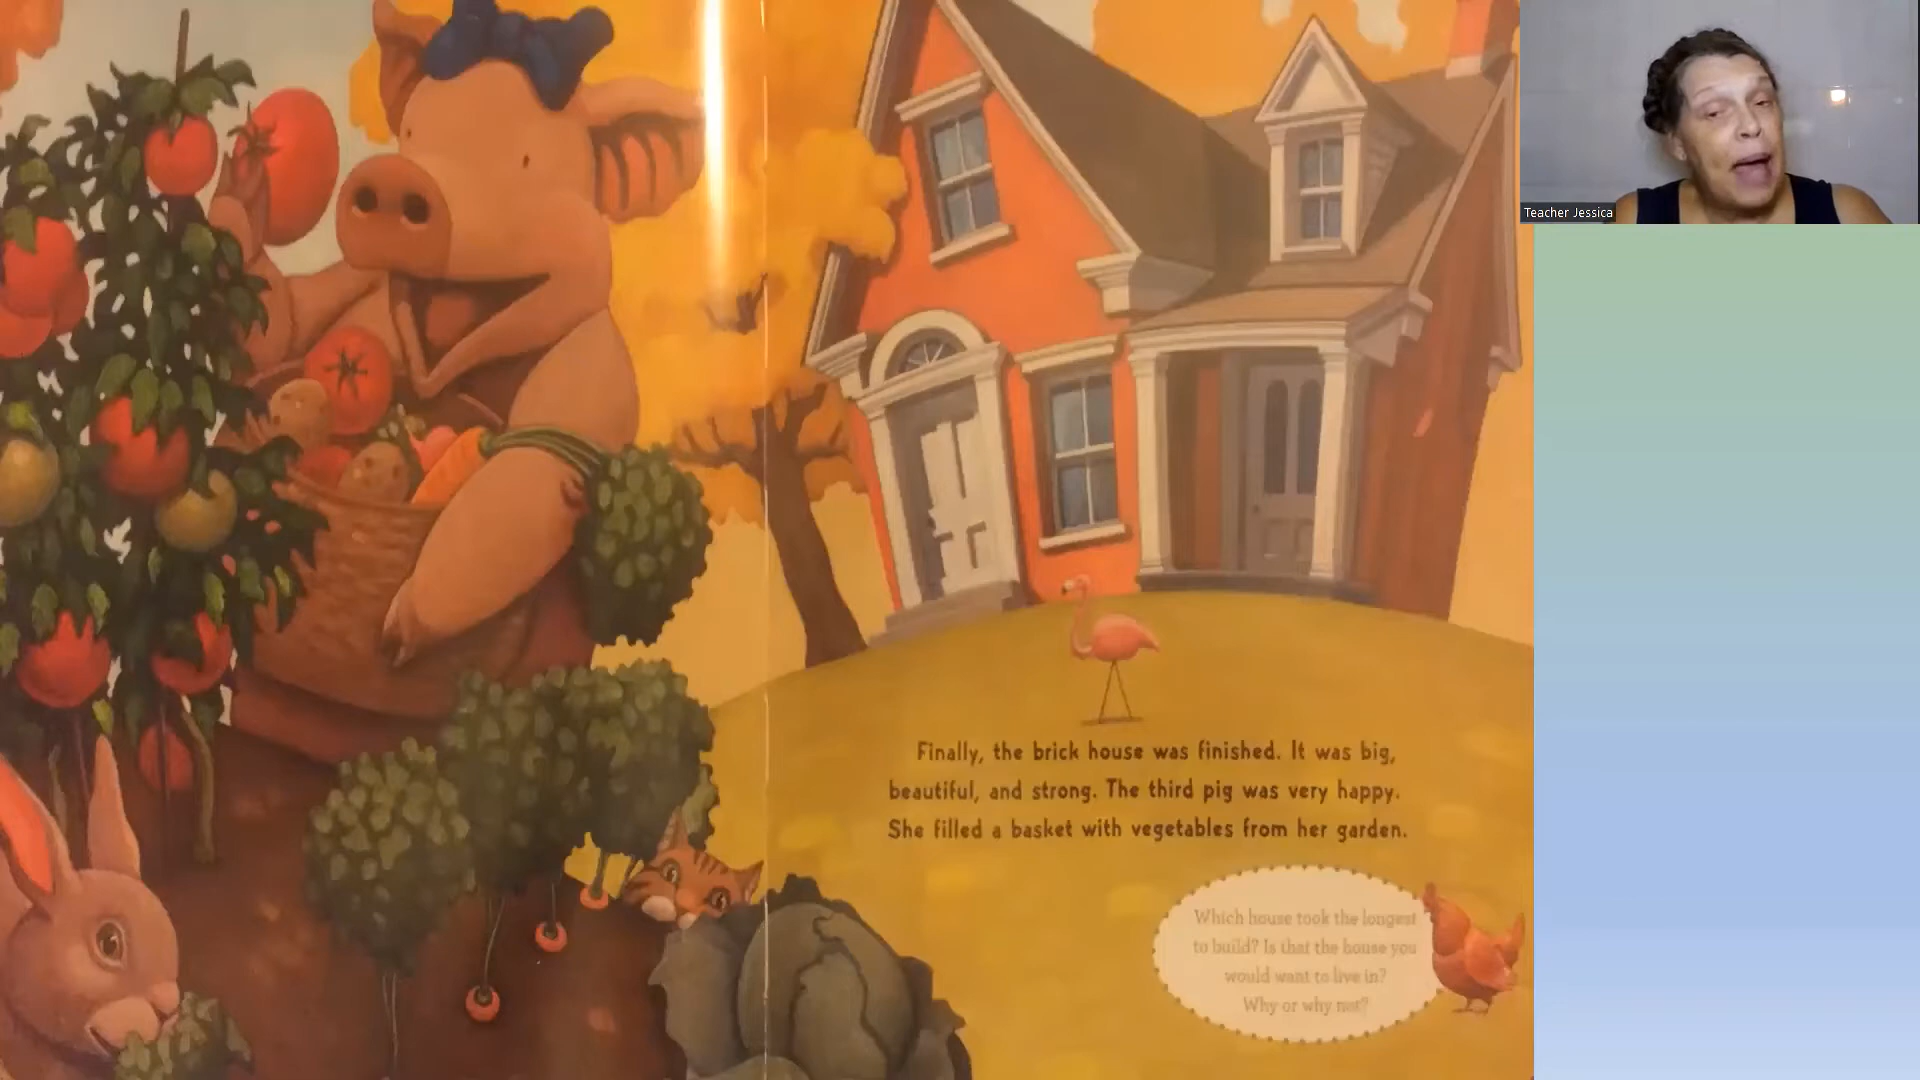 Teacher Jessica
Finally, the brick house was finished. It was big,
beautiful, and strong. The third pig was very happy.
She filled a basket with vegetables from her garden.
Which house took the longest
to build? Is that the house you
would want to live in?
Why or why not?